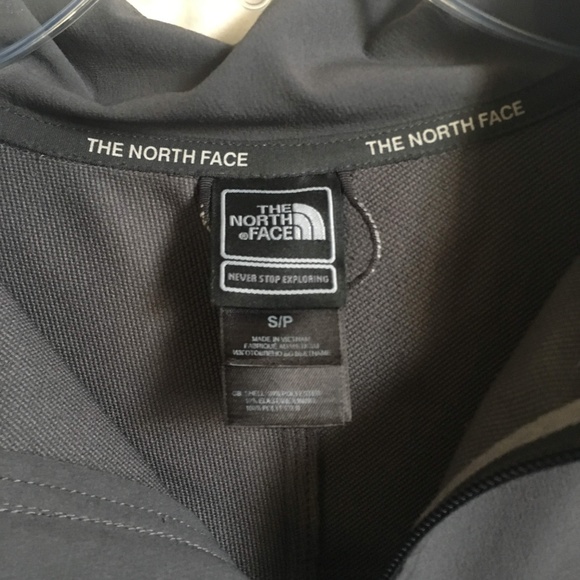 THE NORTH FACE
THE NORTH FACE
THE
NORTH
FACE
NEVER STOP EXPLORING
S/P
MADE IN VIETNAM